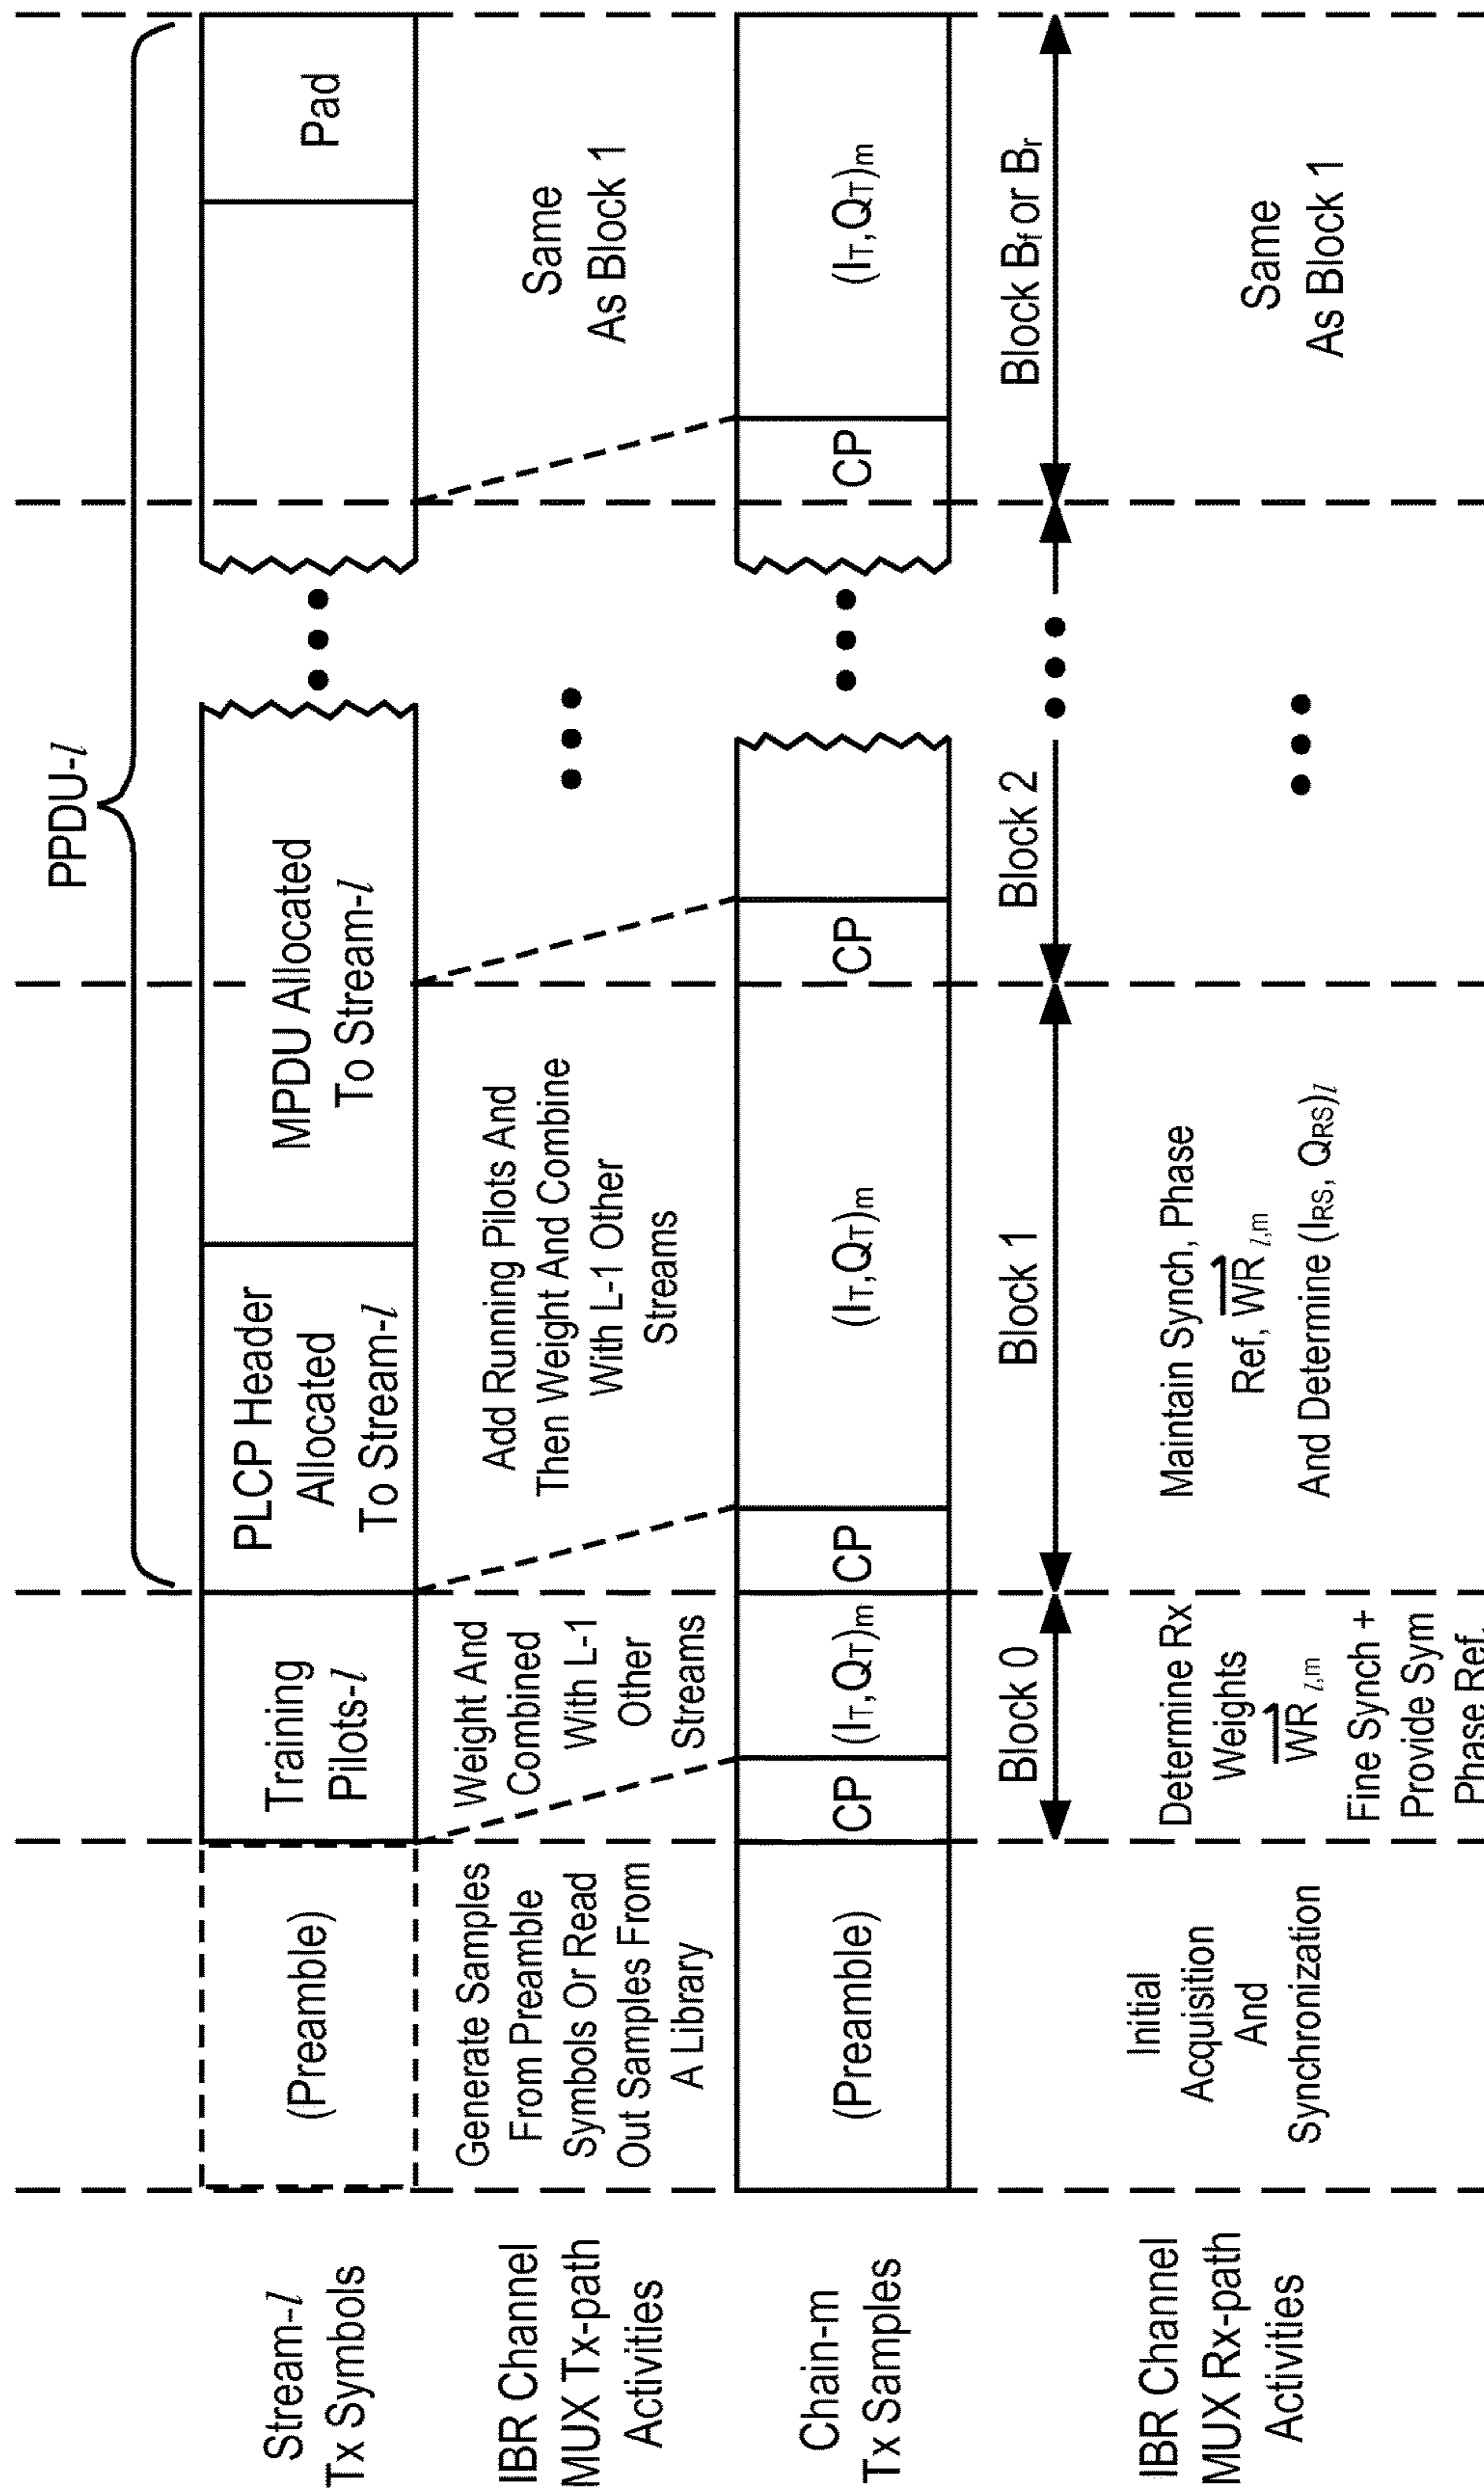 PPDU-l
Stream-l
Tx Symbols
(Preamble)
Training
Pilots-l
PLCP Header
Allocated
To Stream-l
MPDU Allocated
To Stream-l
Pad
IBR Channel
MUX Tx-path
Activities
Generate Samples
From Preamble
Symbols Or Read
Out Samples From
A Library
Weight And
Combined
With L-1
Other
Streams
Add Running Pilots And
Then Weight And Combine
With L-1 Other
Streams
Same
As Block 1
Chain-m
Tx Samples
(Preamble)
CP
(IT,QT)m
CP
(IT,QT)m
CP
CP
(IT,QT)m
Block 0
Block 1
Block 2
Block Bf or Br
IBR Channel
MUX Rx-path
Activities
Initial
Acquisition
And
Synchronization
Determine Rx
Weights
WR l,m
Fine Synch +
Provide Sym
Phase Ref.
Maintain Synch, Phase
Ref, WR l,m
And Determine (IRS, QRS)l
Same
As Block 1